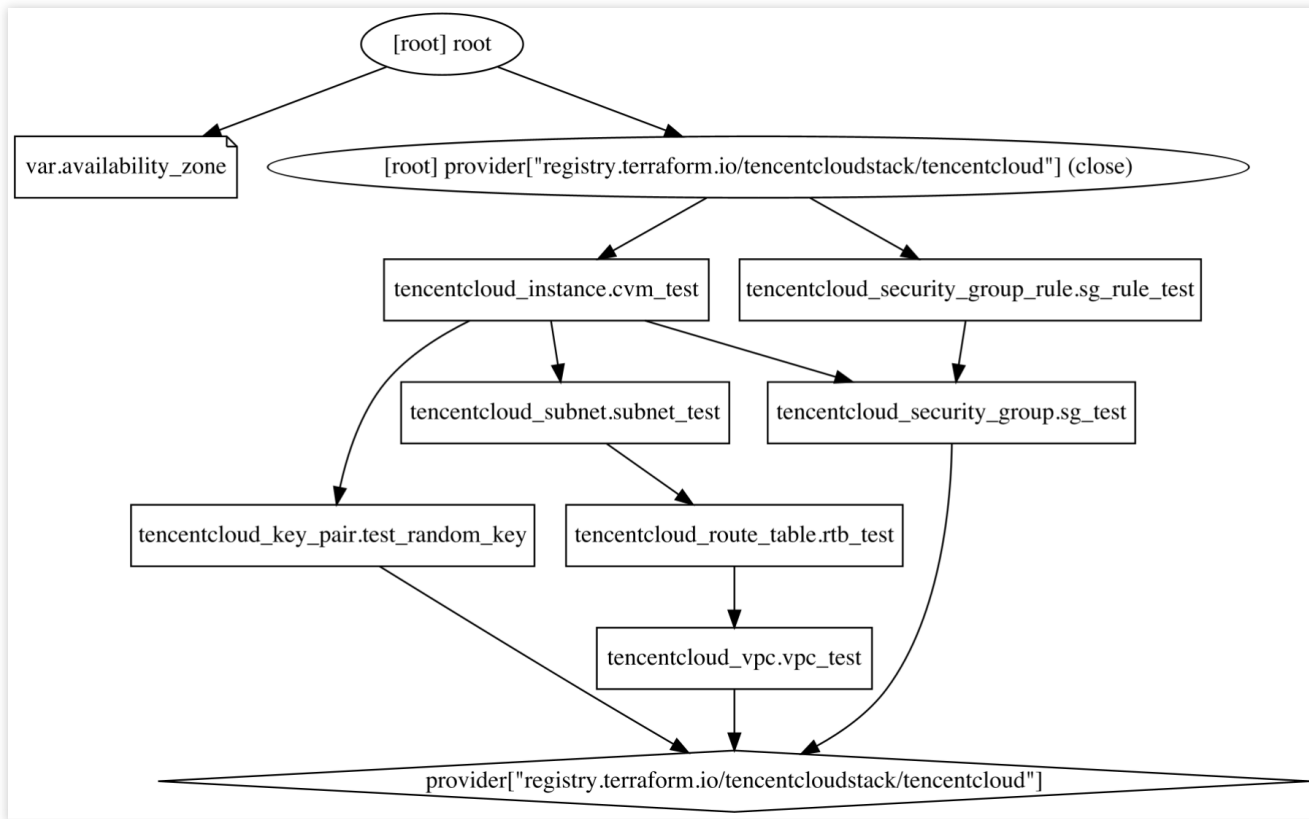 [root] root
var.availability_zone
[root] provider["registry.terraform.io/tencentcloudstack/tencentcloud"] (close)
tencentcloud_instance.cvm_test
tencentcloud_security_group_rule.sg_rule_test
tencentcloud_subnet.subnet_test
tencentcloud_security_group.sg_test
tencentcloud_key_pair.test_random_key
tencentcloud_route_table.rtb_test
tencentcloud_vpc.vpc_test
provider["registry.terraform.io/tencentcloudstack/tencentcloud"]